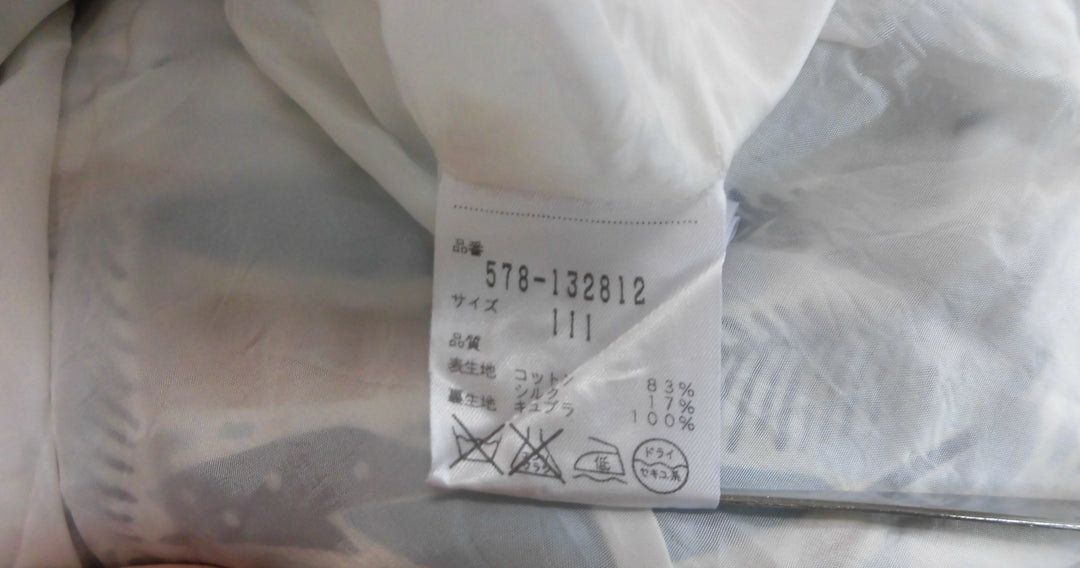 品番
578-132812
サイズ
111
品質
表生地 コットン 83%
シルク 17%
裏生地 キュプラ 100%
低
ドライ
セキユ系